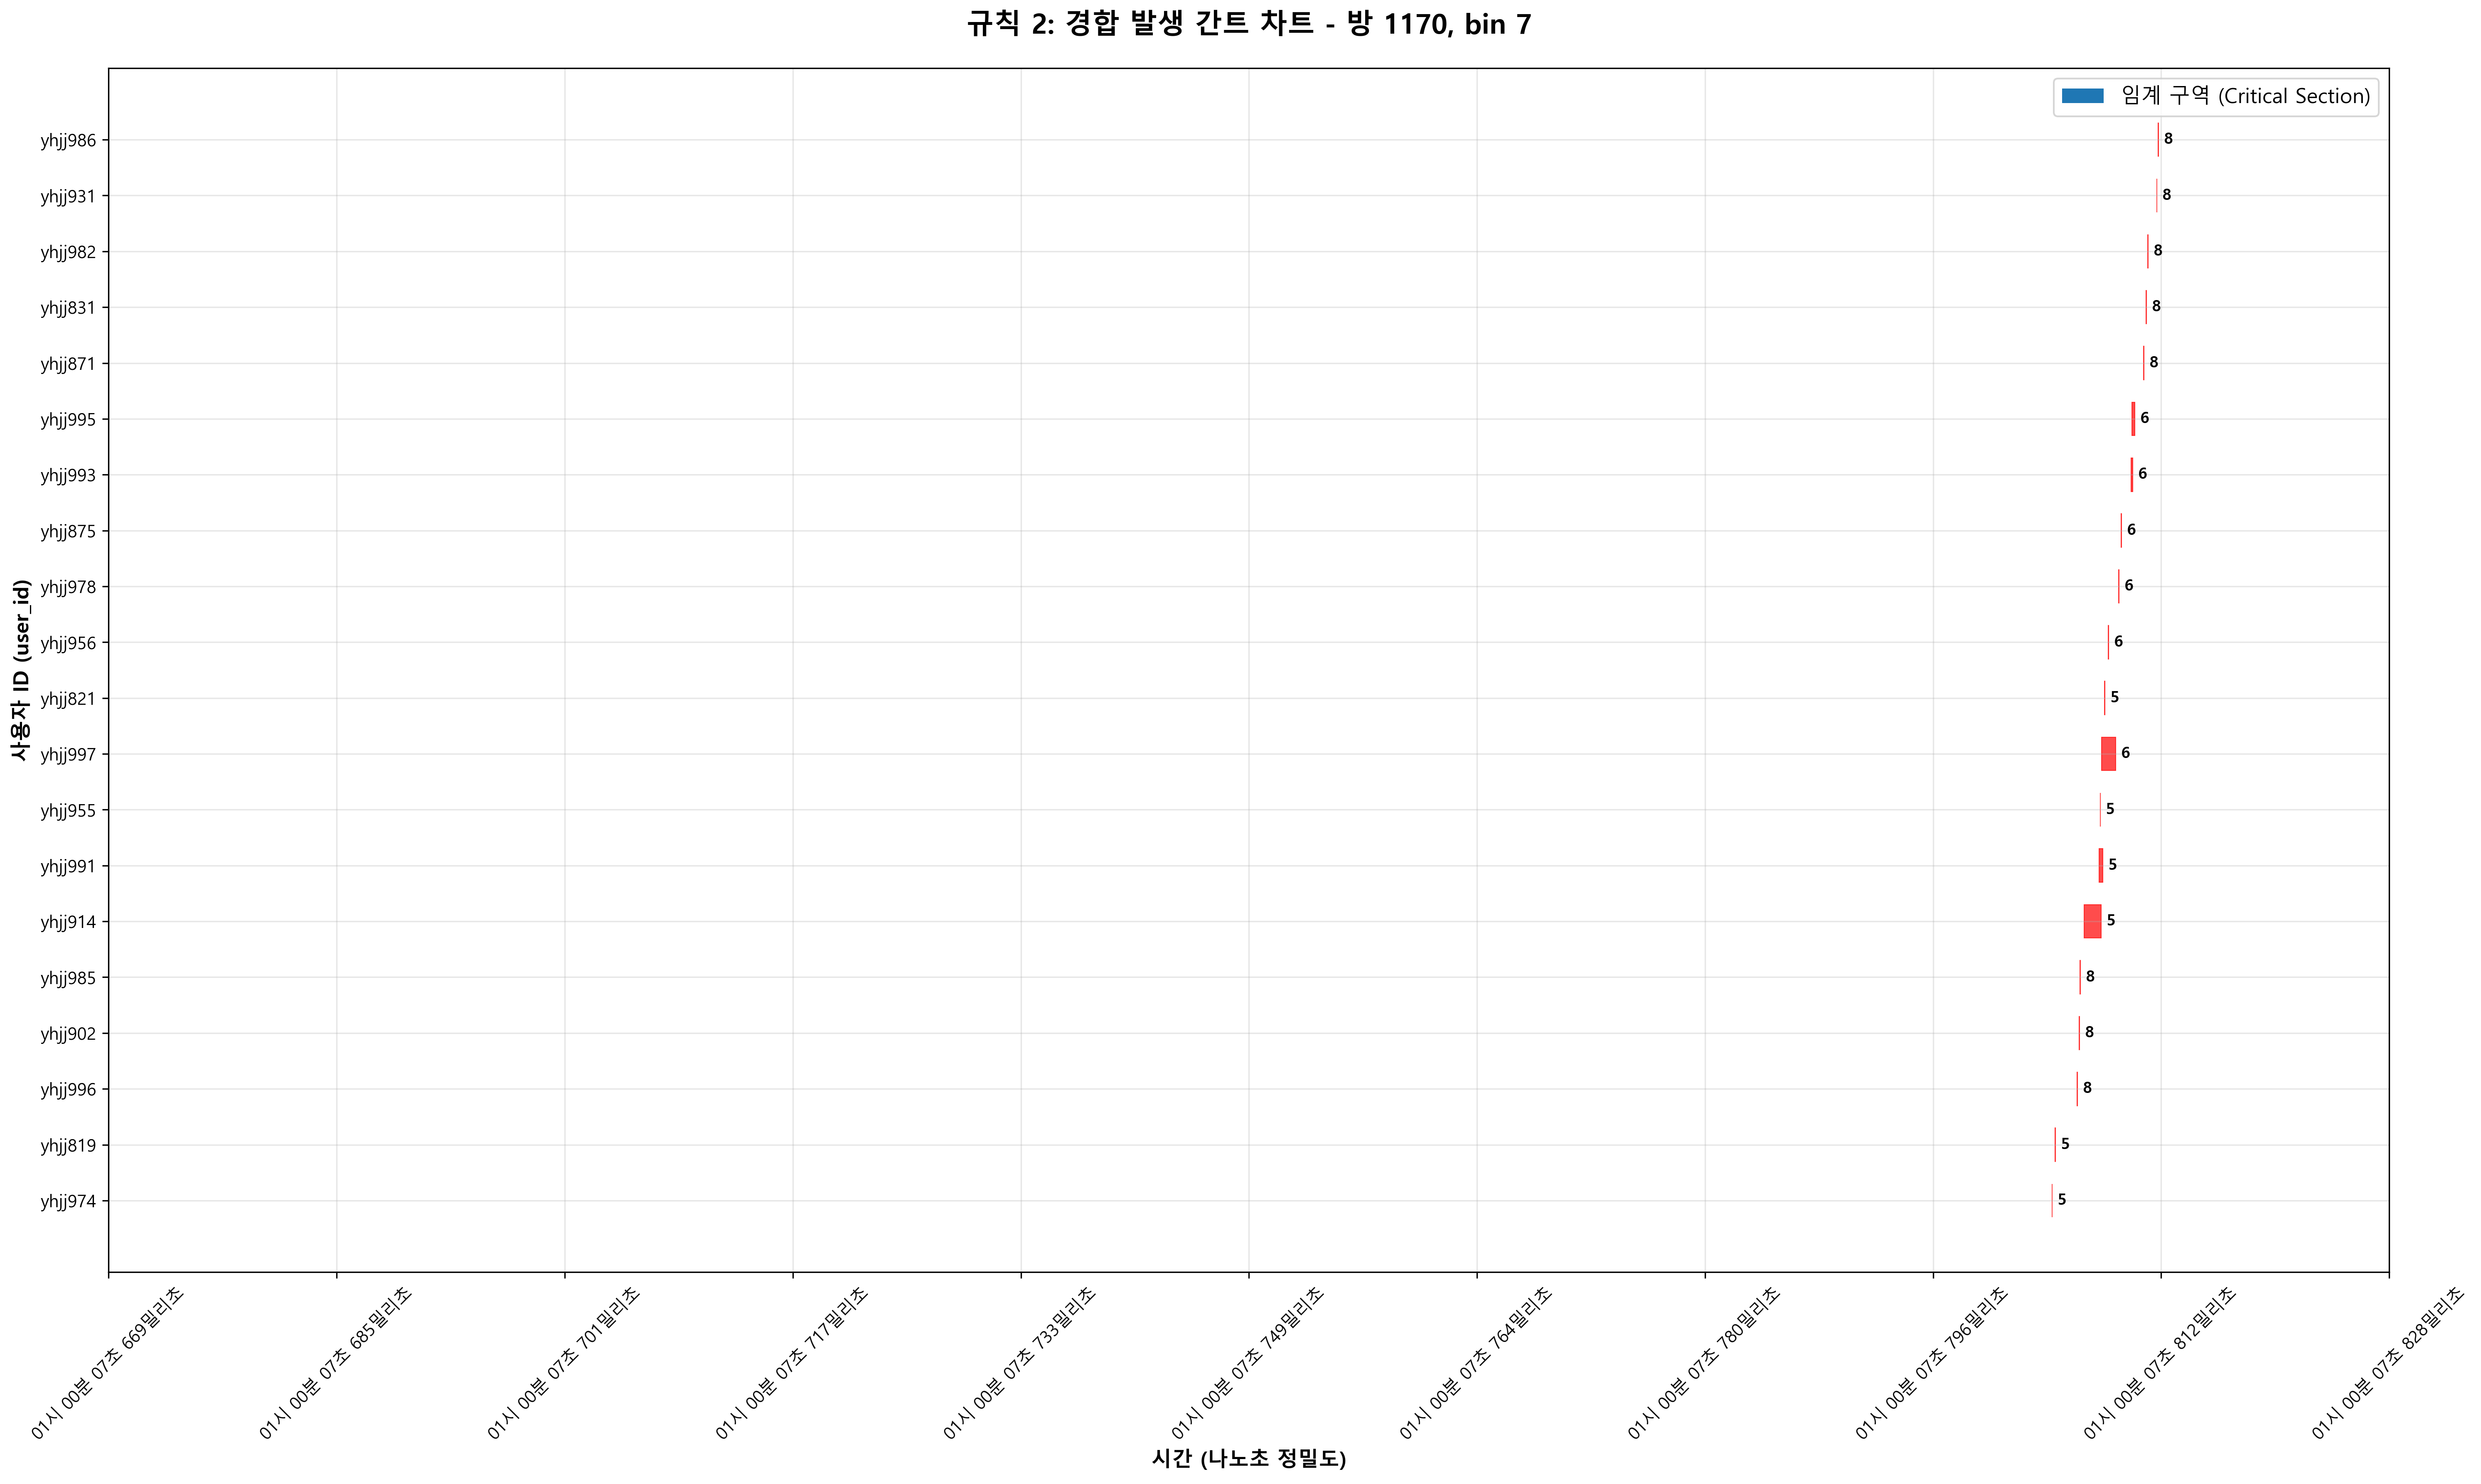 규칙 2: 경합 발생 간트 차트 - 방 1170, bin 7
임계 구역 (Critical Section)
사용자 ID (user_id)
yhjj986 8
yhjj931 8
yhjj982 8
yhjj831 8
yhjj871 8
yhjj995 6
yhjj993 6
yhjj875 6
yhjj978 6
yhjj956 6
yhjj821 5
yhjj997 6
yhjj955 5
yhjj991 5
yhjj914 5
yhjj985 8
yhjj902 8
yhjj996 8
yhjj819 5
yhjj974 5
01시 00분 07초 669밀리초
01시 00분 07초 685밀리초
01시 00분 07초 701밀리초
01시 00분 07초 717밀리초
01시 00분 07초 733밀리초
01시 00분 07초 749밀리초
01시 00분 07초 764밀리초
01시 00분 07초 780밀리초
01시 00분 07초 796밀리초
01시 00분 07초 812밀리초
01시 00분 07초 828밀리초
시간 (나노초 정밀도)